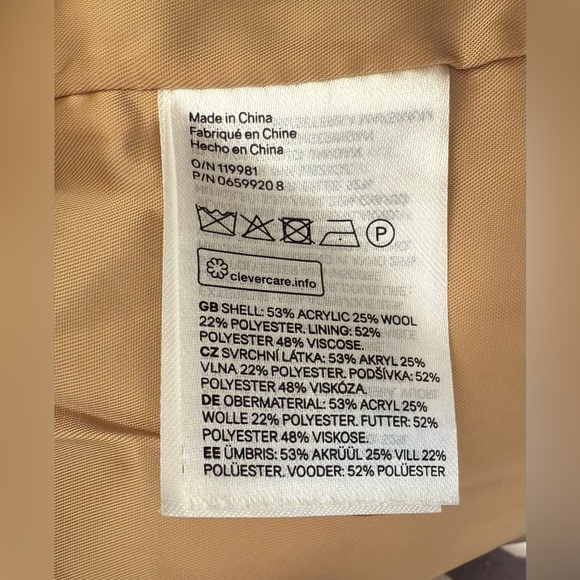 Made in China
Fabriqué en Chine
Hecho en China
O/N 119981
P/N 0659920 8
P
clevercare.info
GB SHELL: 53% ACRYLIC 25% WOOL
22% POLYESTER. LINING: 52%
POLYESTER 48% VISCOSE.
CZ SVRCHNÍ LÁTKA: 53% AKRYL 25%
VLNA 22% POLYESTER. PODŠÍVKA: 52%
POLYESTER 48% VISKÓZA.
DE OBERMATERIAL: 53% ACRYL 25%
WOLLE 22% POLYESTER. FUTTER: 52%
POLYESTER 48% VISKOSE.
EE ÜMBRIS: 53% AKRÜÜL 25% VILL 22%
POLÜESTER. VOODER: 52% POLÜESTER